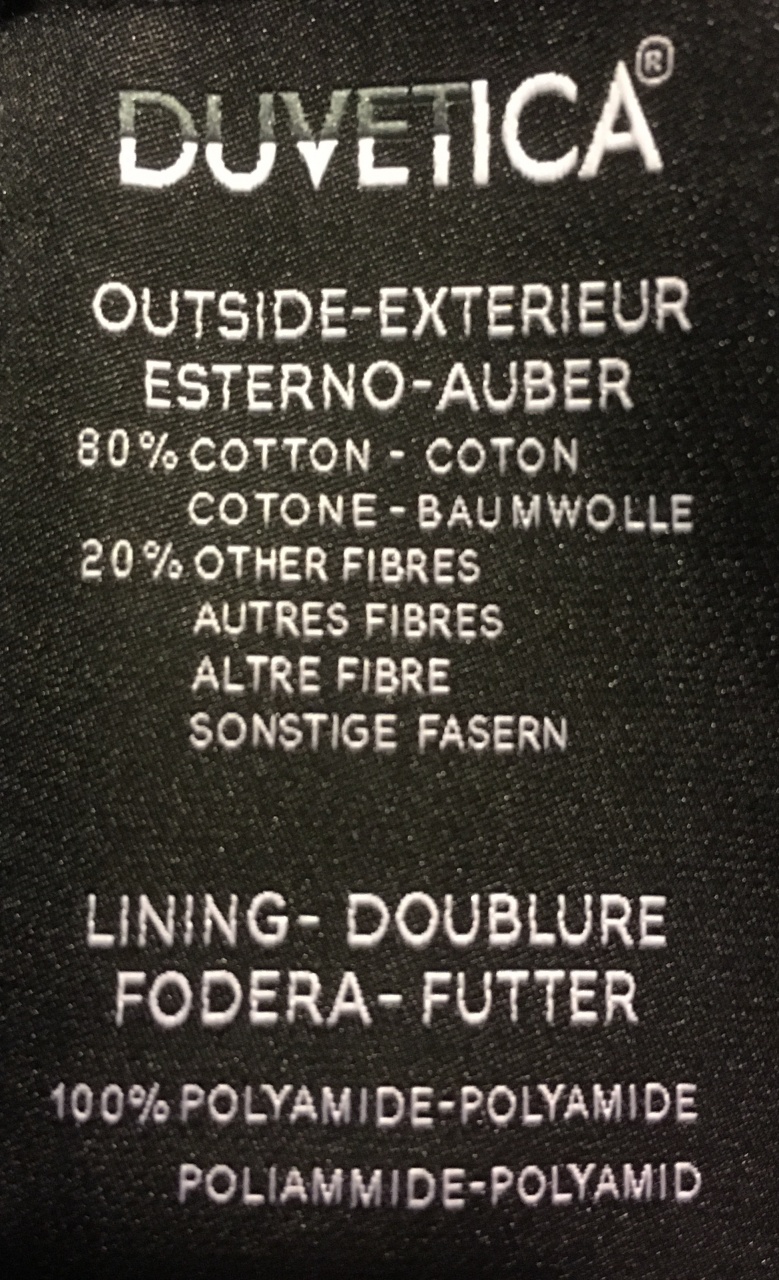 DUVETICA®
OUTSIDE-EXTERIEUR
ESTERNO-AUBER
80% COTTON - COTON
COTONE-BAUMWOLLE
20% OTHER FIBRES
AUTRES FIBRES
ALTRE FIBRE
SONSTIGE FASERN
LINING- DOUBLURE
FODERA-FUTTER
100% POLYAMIDE-POLYAMIDE
POLIAMMIDE-POLYAMID